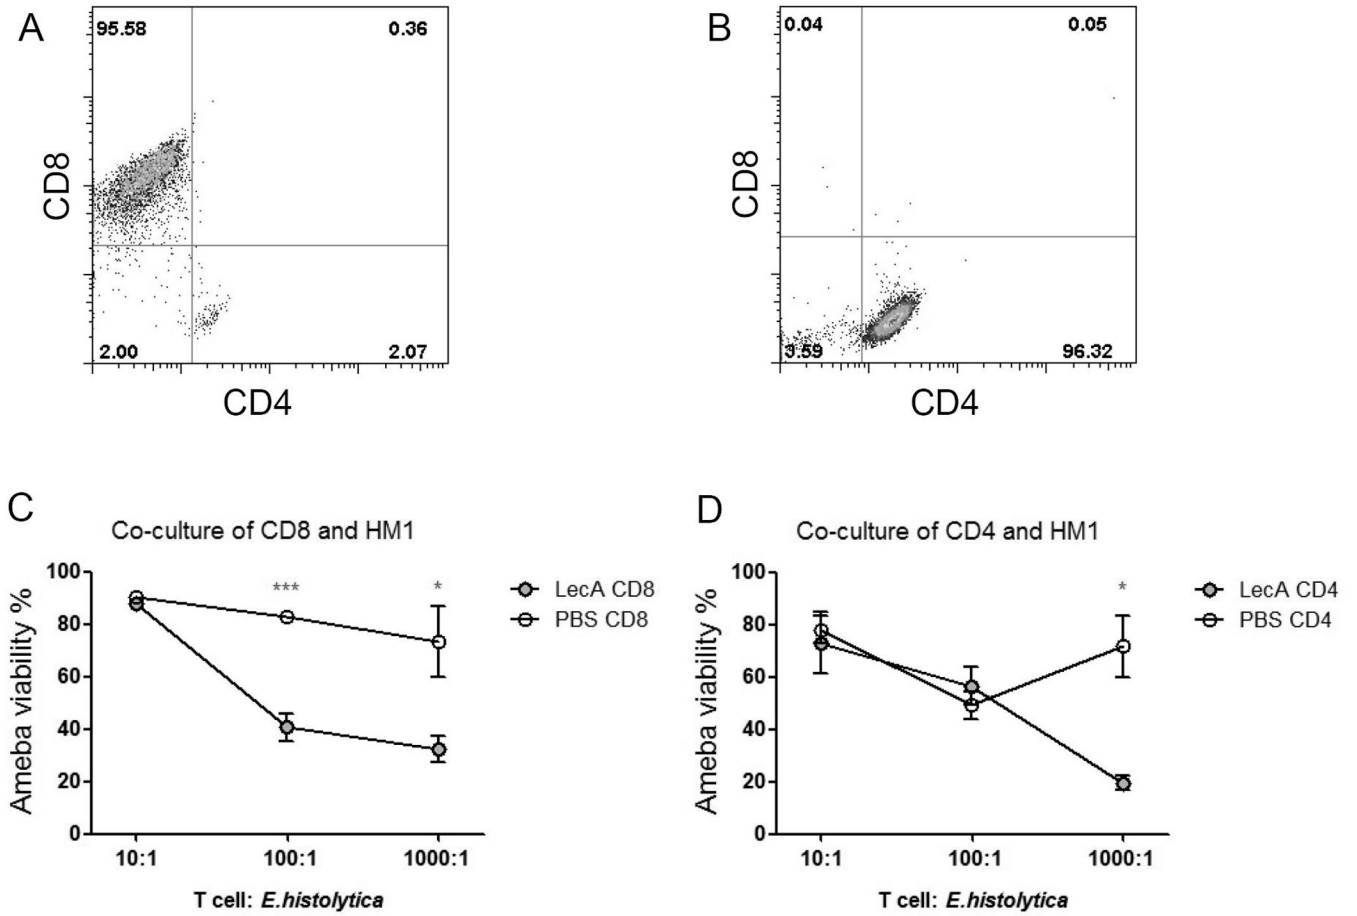 A
95.58
0.36
CD8
2.00
2.07
CD4
B
0.04
0.05
CD8
3.59
96.32
CD4
C
Co-culture of CD8 and HM1
Ameba viability %
100
80
60
40
20
0
***
*
LecA CD8
PBS CD8
10:1
100:1
1000:1
T cell: E.histolytica
D
Co-culture of CD4 and HM1
Ameba viability %
100
80
60
40
20
0
*
LecA CD4
PBS CD4
10:1
100:1
1000:1
T cell: E.histolytica